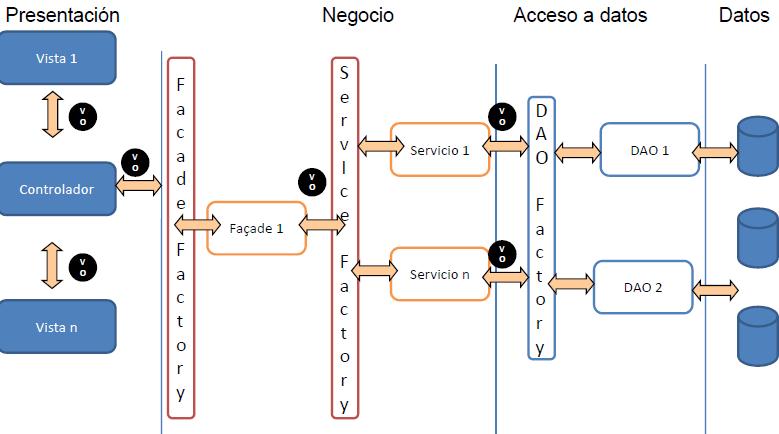 Presentación
Negocio
Acceso a datos
Datos
Vista 1
vo
Controlador
vo
vo
Vista n
Facade Factory
Façade 1
vo
Service Factory
Servicio 1
vo
Servicio n
vo
DAO Factory
DAO 1
DAO 2